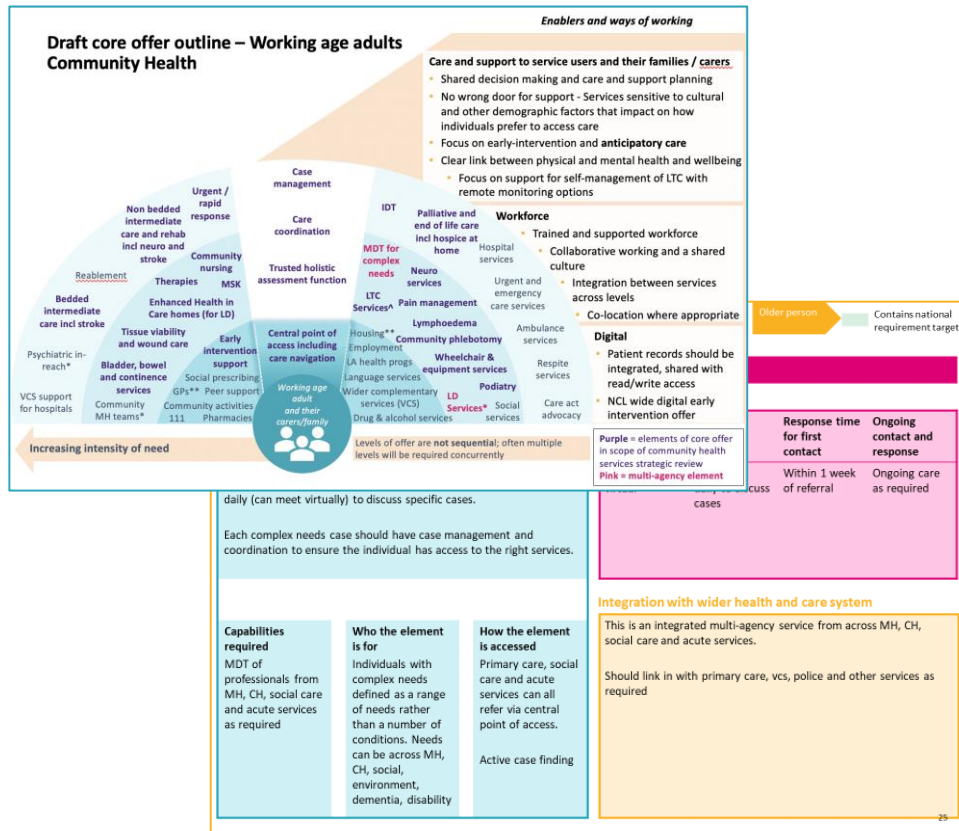 Enablers and ways of working
Draft core offer outline – Working age adults
Community Health
Care and support to service users and their families / carers
• Shared decision making and care and support planning
• No wrong door for support - Services sensitive to cultural
and other demographic factors that impact on how
individuals prefer to access care
• Focus on early-intervention and anticipatory care
• Clear link between physical and mental health and wellbeing
• Focus on support for self-management of LTC with
remote monitoring options
Workforce
• Trained and supported workforce
• Collaborative working and a shared
culture
• Integration between services
across levels
• Co-location where appropriate
Digital
• Patient records should be
integrated, shared with
read/write access
• NCL wide digital early
intervention offer
Case
management
Care
coordination
Trusted holistic
assessment function
Central point of
access including
care navigation
Working age
adult
and their
carers/family
Urgent /
rapid
response
Non bedded
intermediate
care and rehab
incl neuro and
stroke
Reablement
Bedded
intermediate
care incl stroke
Psychiatric in-
reach*
VCS support
for hospitals
Community
nursing
Therapies
MSK
Enhanced Health in
Care homes (for LD)
Tissue viability
and wound care
Bladder, bowel
and continence
services
Community
MH teams*
Early
intervention
support
Social prescribing
GPs** Peer support
Community activities
111 Pharmacies
IDT
Palliative and
end of life care
incl hospice at
home
MDT for
complex
needs
Neuro
services
LTC
Services^
Pain management
Lymphoedema
Community phlebotomy
Wheelchair &
equipment services
Podiatry
LD
Services*
Social
services
Housing**
Employment
LA health progs
Language services
Wider complementary
services (VCS)
Drug & alcohol services
Hospital
services
Urgent and
emergency
care services
Ambulance
services
Respite
services
Care act
advocacy
Increasing intensity of need
Levels of offer are not sequential; often multiple
levels will be required concurrently
Purple = elements of core offer
in scope of community health
services strategic review
Pink = multi-agency element
Older person
Contains national
requirement target
Response time
for first
contact
Ongoing
contact and
response
cases
Within 1 week
of referral
Ongoing care
as required
daily (can meet virtually) to discuss specific cases.
Each complex needs case should have case management and
coordination to ensure the individual has access to the right services.
Capabilities
required
MDT of
professionals from
MH, CH, social care
and acute services
as required
Who the element
is for
Individuals with
complex needs
defined as a range
of needs rather
than a number of
conditions. Needs
can be across MH,
CH, social,
environment,
dementia, disability
How the element
is accessed
Primary care, social
care and acute
services can all
refer via central
point of access.
Active case finding
Integration with wider health and care system
This is an integrated multi-agency service from across MH, CH,
social care and acute services.
Should link in with primary care, vcs, police and other services as
required
25